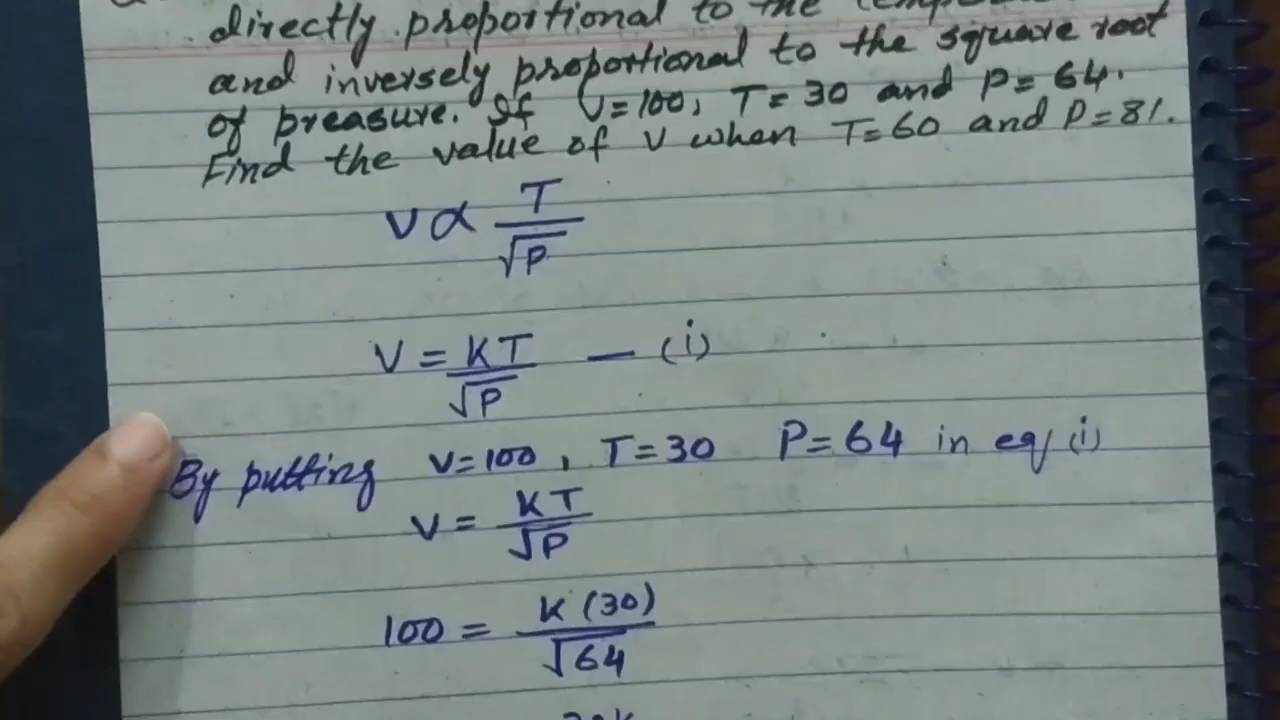 directly proportional to the
and inversely proportional to the square root
of preasure. If V=100, T=30 and P=64.
Find the value of V when T=60 and P=81.
V ∝ T/√P
V = KT/√P — (i)
By putting V=100, T=30 P=64 in eq (i)
V = KT/√P
100 = K(30)/√64